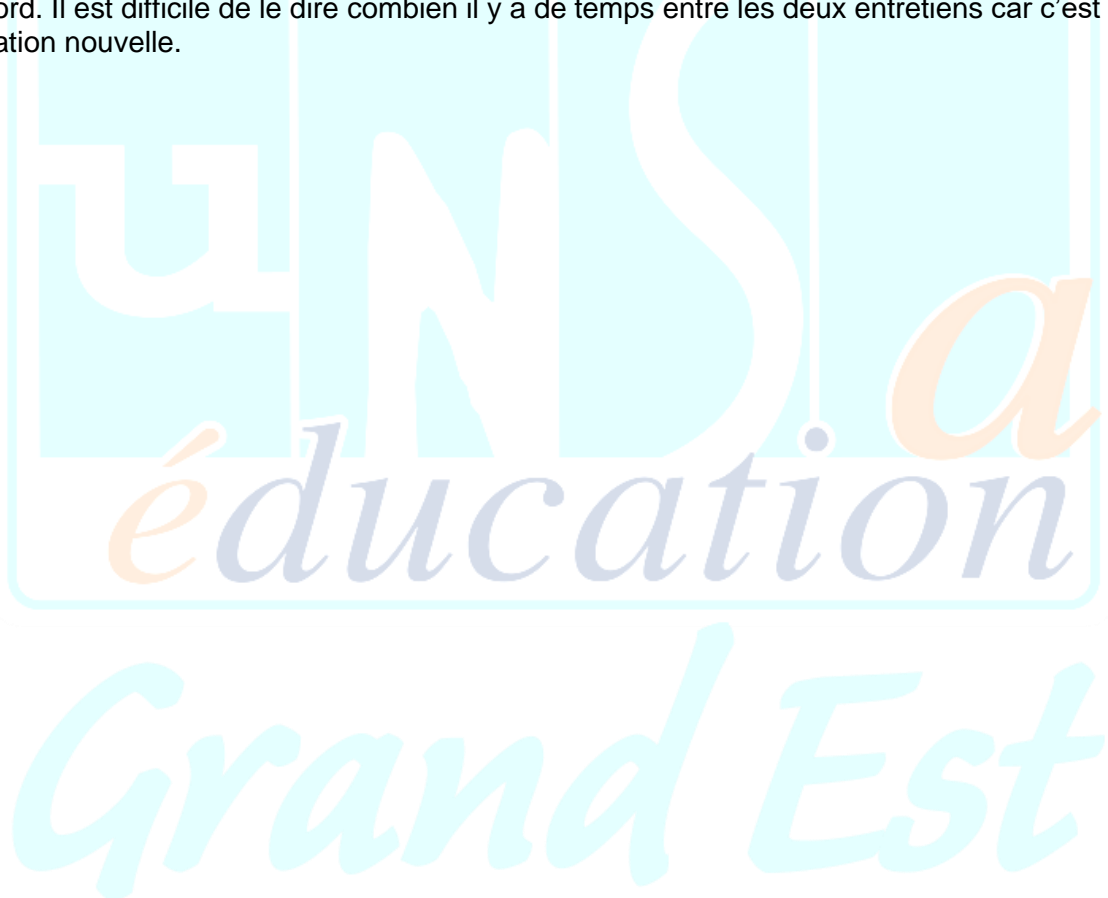 ord. Il est difficile de le dire combien il y a de temps entre les deux entretiens car c’est
ation nouvelle.
uNSa
éducation
Grand Est